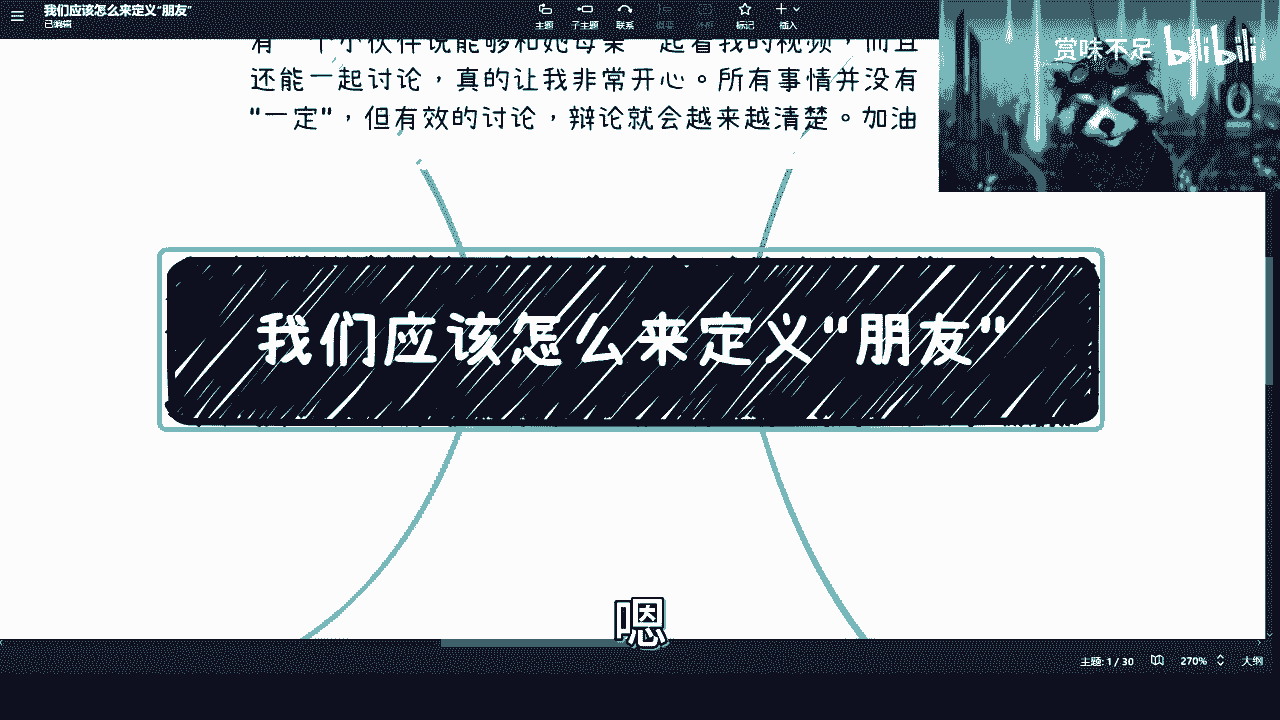 我们应该怎么来定义“朋友”
已编辑
主题
子主题
联系
概要
外框
标记
插入
赏味不足 bilibili
有一个小伙伴说能够和她母亲一起看我的视频，而且
还能一起讨论，真的让我非常开心。所有事情并没有
"一定"，但有效的讨论，辩论就会越来越清楚。加油
我们应该怎么来定义"朋友"
嗯
主题: 1 / 30
270%
大纲